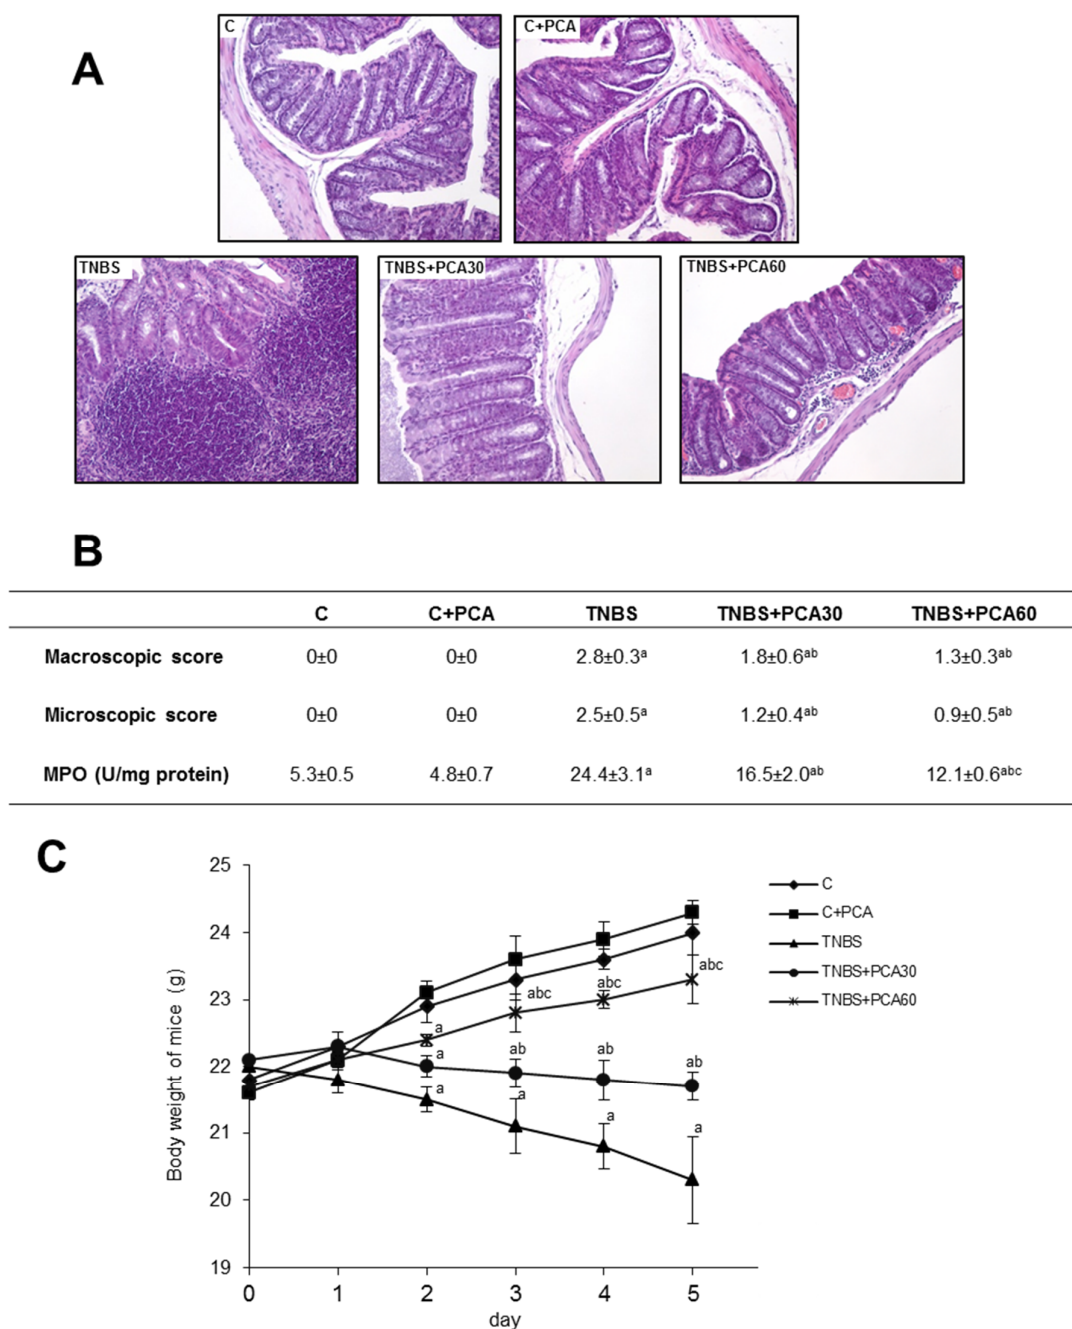 A
C
C+PCA
TNBS
TNBS+PCA30
TNBS+PCA60
B
C C+PCA TNBS TNBS+PCA30 TNBS+PCA60
Macroscopic score 0±0 0±0 2.8±0.3ᵃ 1.8±0.6ᵃᵇ 1.3±0.3ᵃᵇ
Microscopic score 0±0 0±0 2.5±0.5ᵃ 1.2±0.4ᵃᵇ 0.9±0.5ᵃᵇ
MPO (U/mg protein) 5.3±0.5 4.8±0.7 24.4±3.1ᵃ 16.5±2.0ᵃᵇ 12.1±0.6ᵃᵇᶜ
C
Body weight of mice (g)
25
24
23
22
21
20
19
a
abc
abc
abc
a
ab
ab
ab
a
a
a
a
0 1 2 3 4 5
day
C
C+PCA
TNBS
TNBS+PCA30
TNBS+PCA60